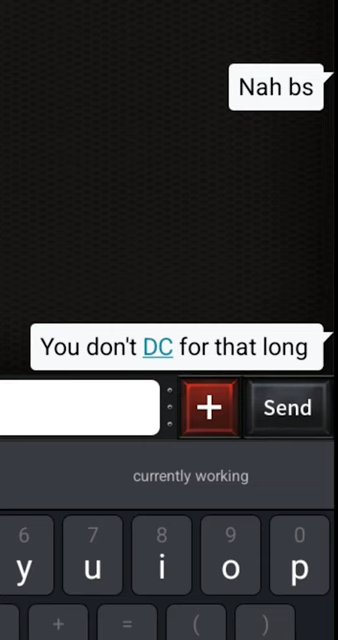 Nah bs
You don't DC for that long
+ Send
currently working
6 7 8 9 0
y u i o p
+ = ( )